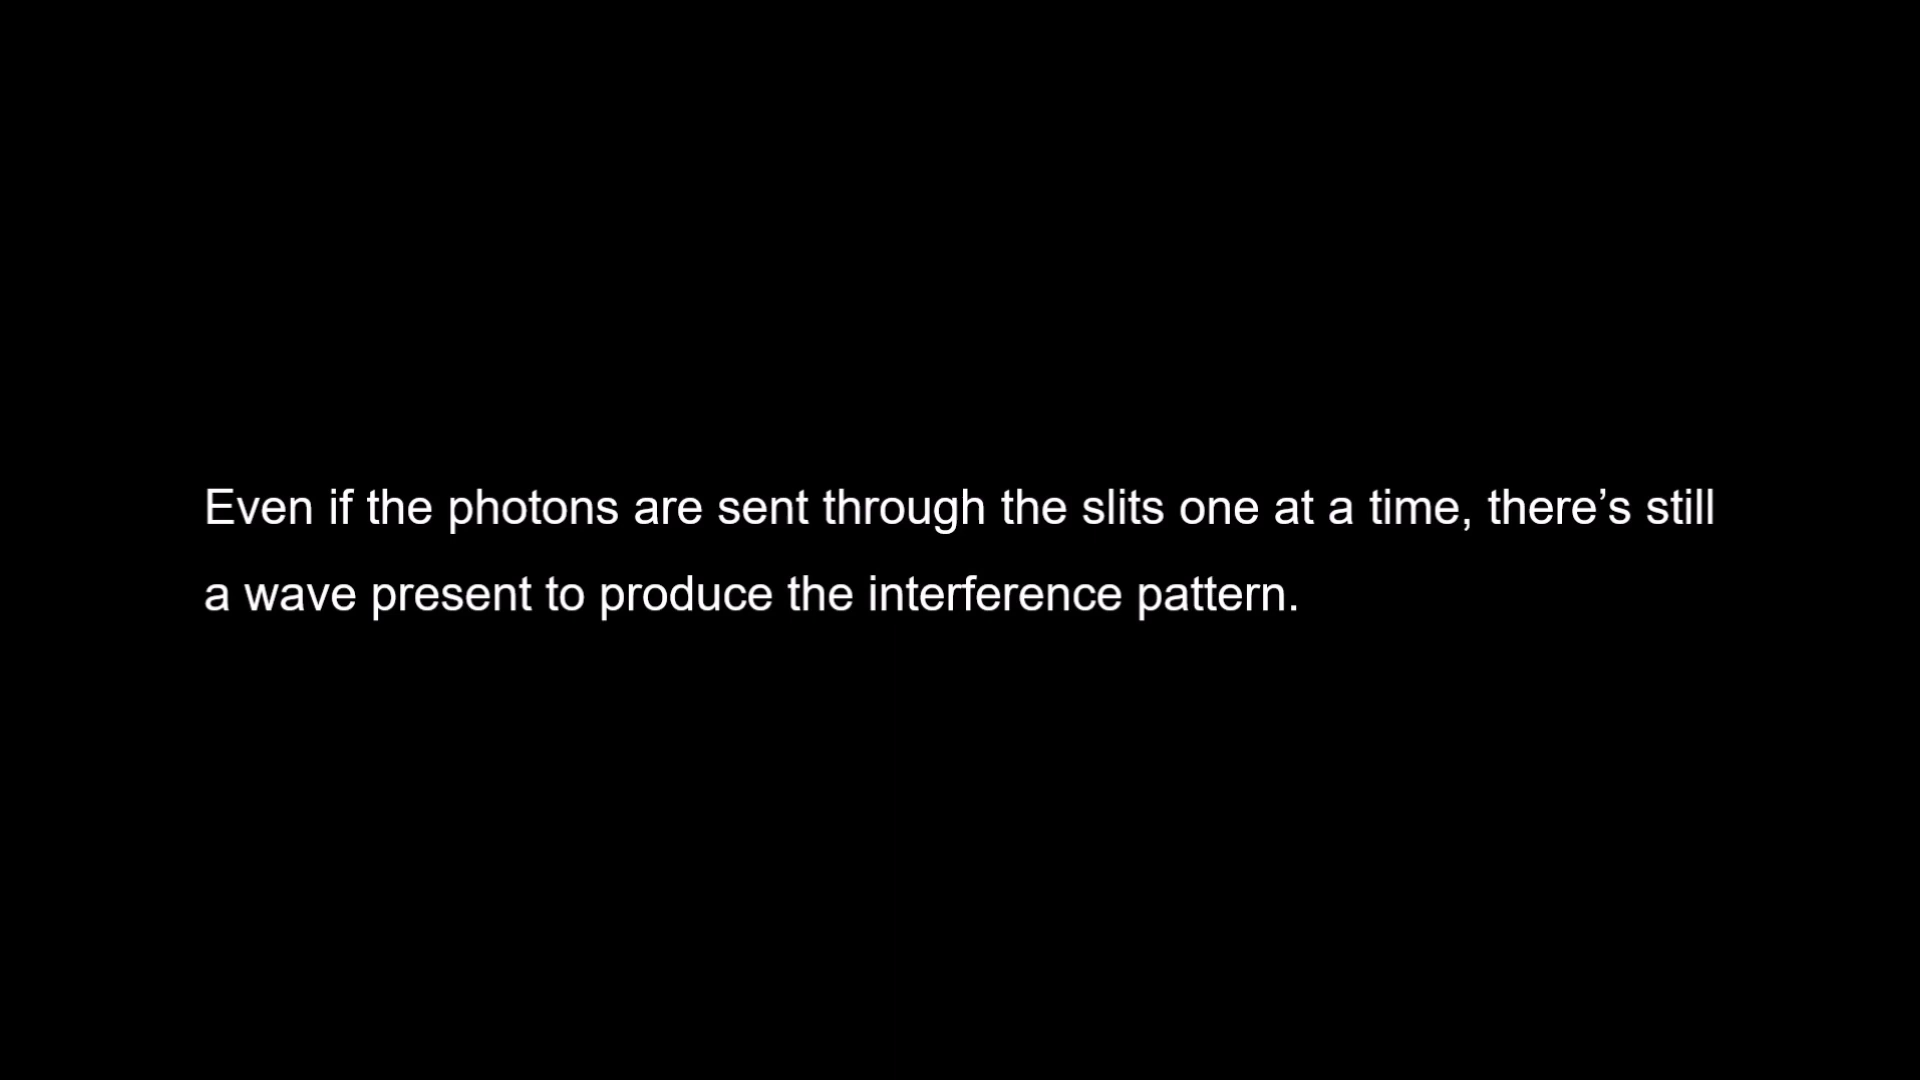 Even if the photons are sent through the slits one at a time, there’s still
a wave present to produce the interference pattern.